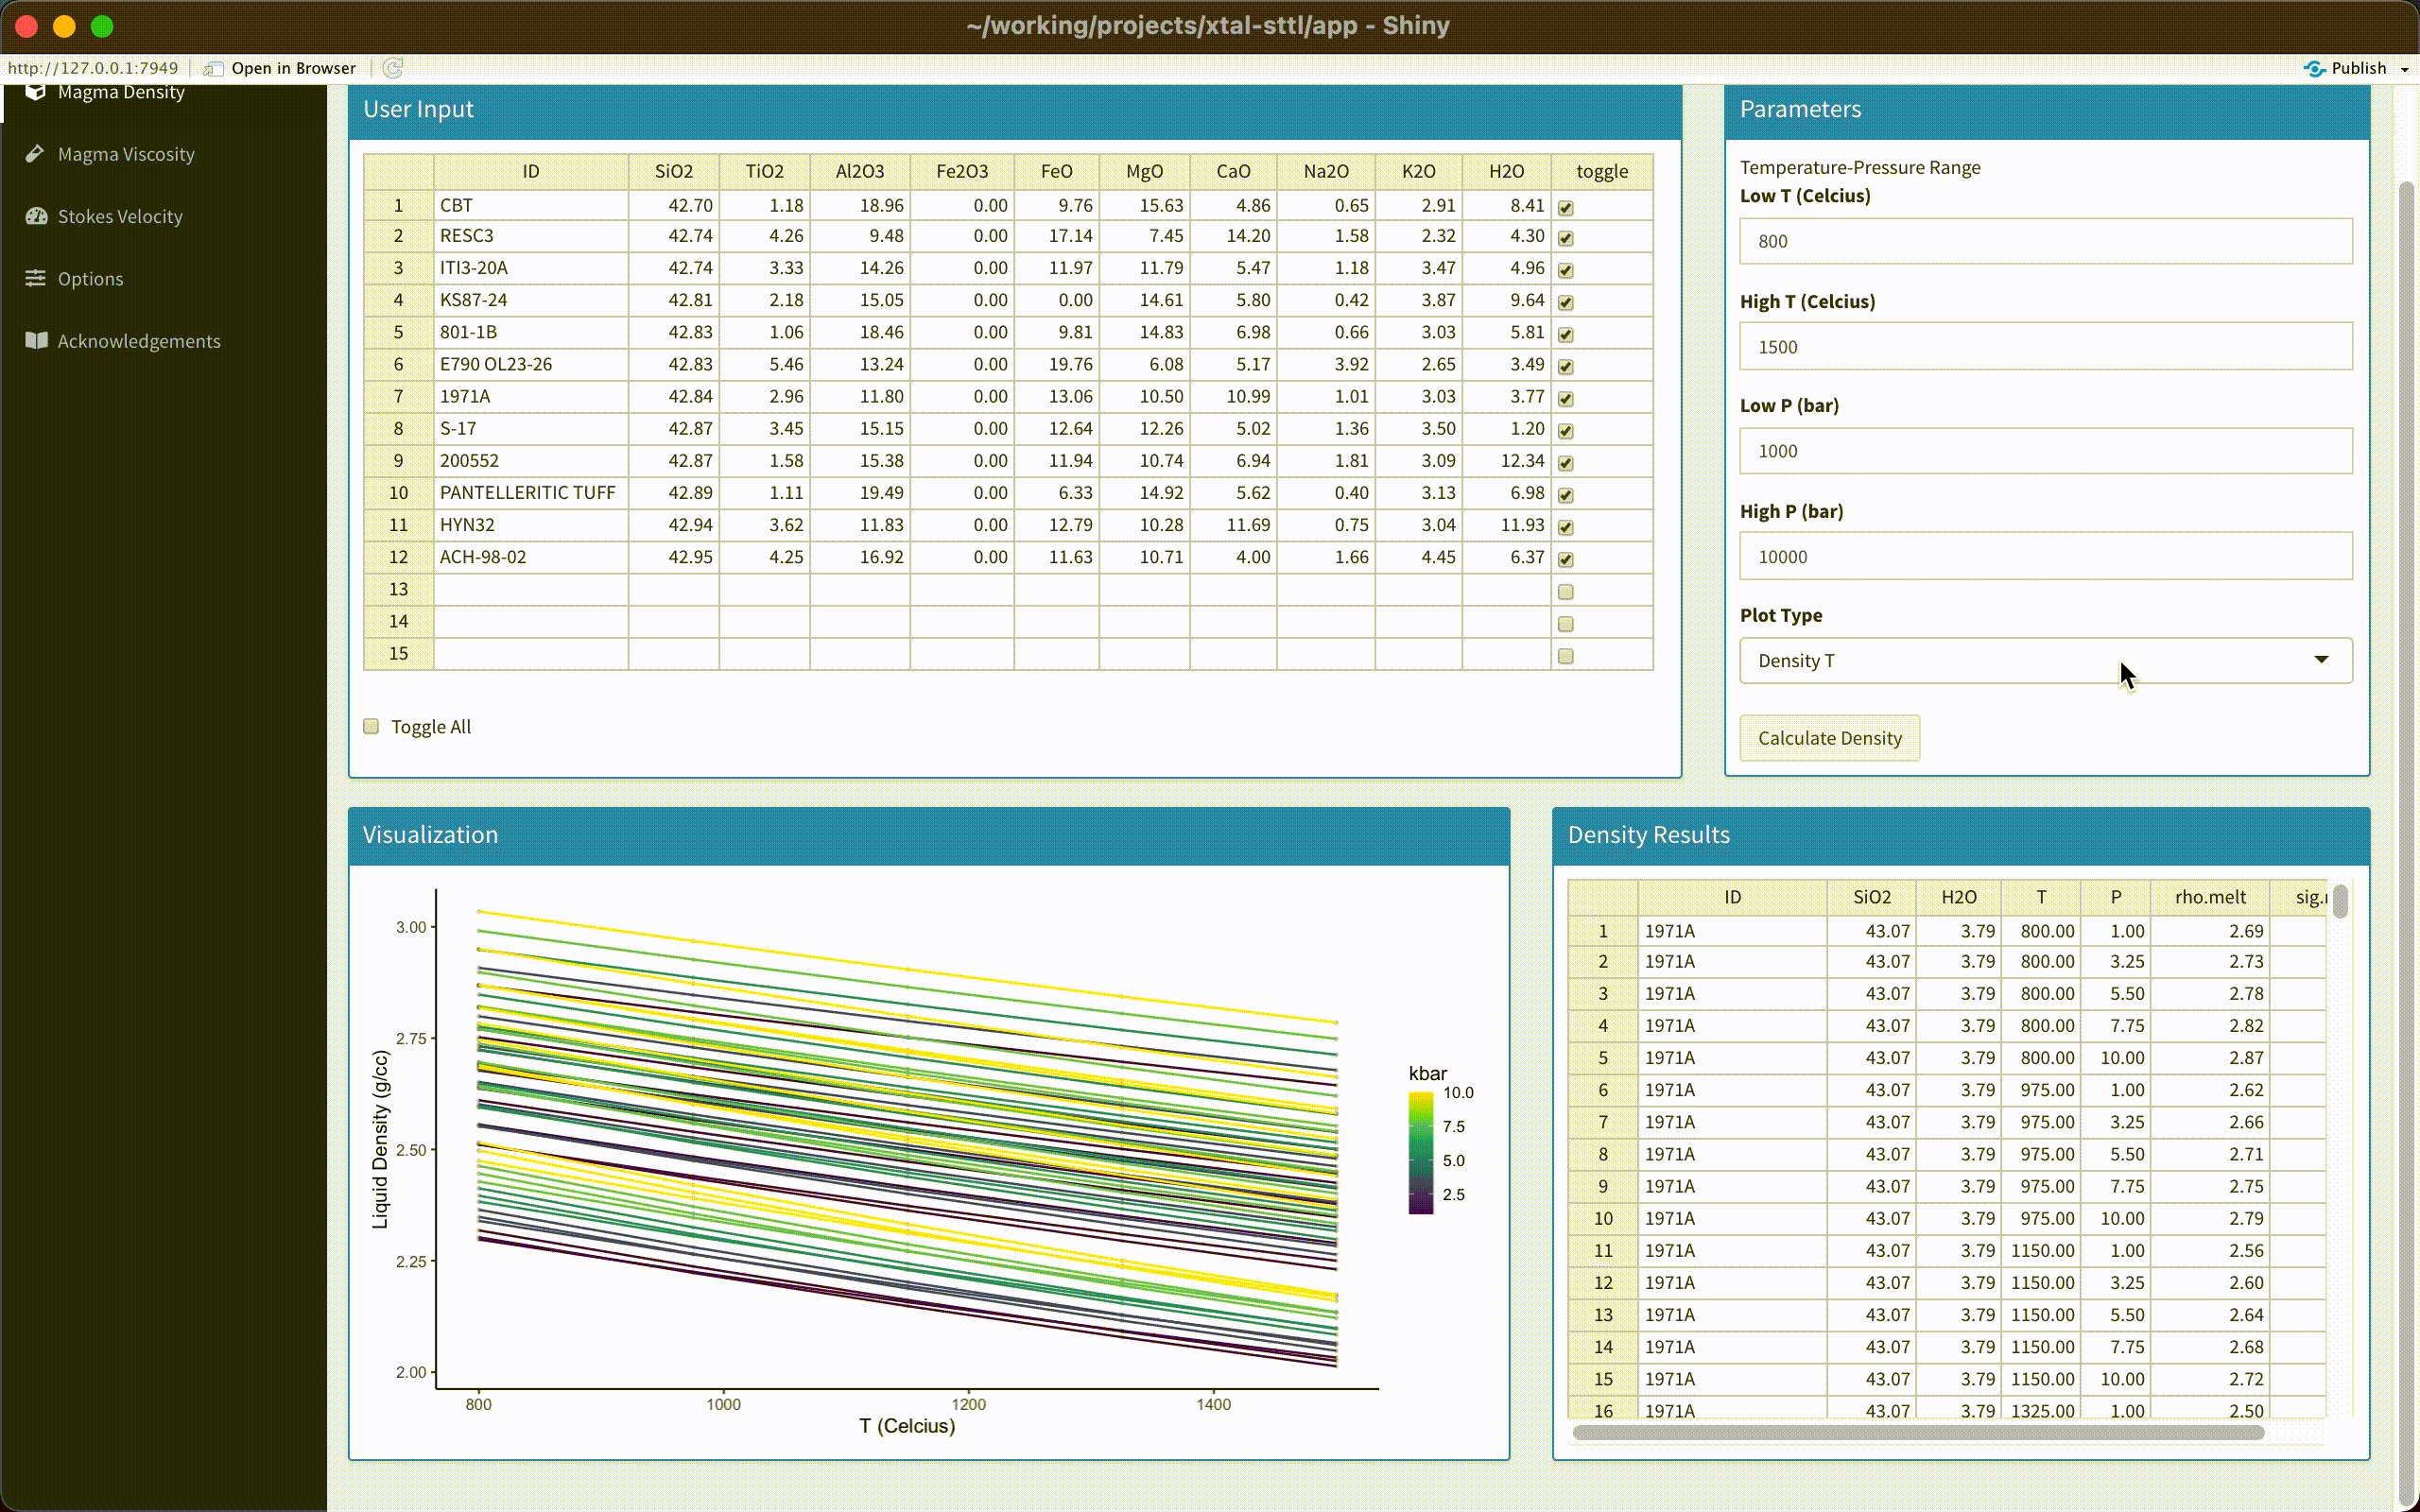 ~/working/projects/xtal-sttl/app - Shiny
http://127.0.0.1:7949 Open in Browser Publish
Magma Density
Magma Viscosity
Stokes Velocity
Options
Acknowledgements
User Input
ID SiO2 TiO2 Al2O3 Fe2O3 FeO MgO CaO Na2O K2O H2O toggle
1 CBT 42.70 1.18 18.96 0.00 9.76 15.63 4.86 0.65 2.91 8.41
2 RESC3 42.74 4.26 9.48 0.00 17.14 7.45 14.20 1.58 2.32 4.30
3 ITI3-20A 42.74 3.33 14.26 0.00 11.97 11.79 5.47 1.18 3.47 4.96
4 KS87-24 42.81 2.18 15.05 0.00 0.00 14.61 5.80 0.42 3.87 9.64
5 801-1B 42.83 1.06 18.46 0.00 9.81 14.83 6.98 0.66 3.03 5.81
6 E790 OL23-26 42.83 5.46 13.24 0.00 19.76 6.08 5.17 3.92 2.65 3.49
7 1971A 42.84 2.96 11.80 0.00 13.06 10.50 10.99 1.01 3.03 3.77
8 S-17 42.87 3.45 15.15 0.00 12.64 12.26 5.02 1.36 3.50 1.20
9 200552 42.87 1.58 15.38 0.00 11.94 10.74 6.94 1.81 3.09 12.34
10 PANTELLERITIC TUFF 42.89 1.11 19.49 0.00 6.33 14.92 5.62 0.40 3.13 6.98
11 HYN32 42.94 3.62 11.83 0.00 12.79 10.28 11.69 0.75 3.04 11.93
12 ACH-98-02 42.95 4.25 16.92 0.00 11.63 10.71 4.00 1.66 4.45 6.37
13
14
15
Toggle All
Parameters
Temperature-Pressure Range
Low T (Celcius)
800
High T (Celcius)
1500
Low P (bar)
1000
High P (bar)
10000
Plot Type
Density T
Calculate Density
Visualization
Liquid Density (g/cc)
3.00
2.75
2.50
2.25
2.00
800 1000 1200 1400
T (Celcius)
kbar
10.0
7.5
5.0
2.5
Density Results
ID SiO2 H2O T P rho.melt
1 1971A 43.07 3.79 800.00 1.00 2.69
2 1971A 43.07 3.79 800.00 3.25 2.73
3 1971A 43.07 3.79 800.00 5.50 2.78
4 1971A 43.07 3.79 800.00 7.75 2.82
5 1971A 43.07 3.79 800.00 10.00 2.87
6 1971A 43.07 3.79 975.00 1.00 2.62
7 1971A 43.07 3.79 975.00 3.25 2.66
8 1971A 43.07 3.79 975.00 5.50 2.71
9 1971A 43.07 3.79 975.00 7.75 2.75
10 1971A 43.07 3.79 975.00 10.00 2.79
11 1971A 43.07 3.79 1150.00 1.00 2.56
12 1971A 43.07 3.79 1150.00 3.25 2.60
13 1971A 43.07 3.79 1150.00 5.50 2.64
14 1971A 43.07 3.79 1150.00 7.75 2.68
15 1971A 43.07 3.79 1150.00 10.00 2.72
16 1971A 43.07 3.79 1325.00 1.00 2.50